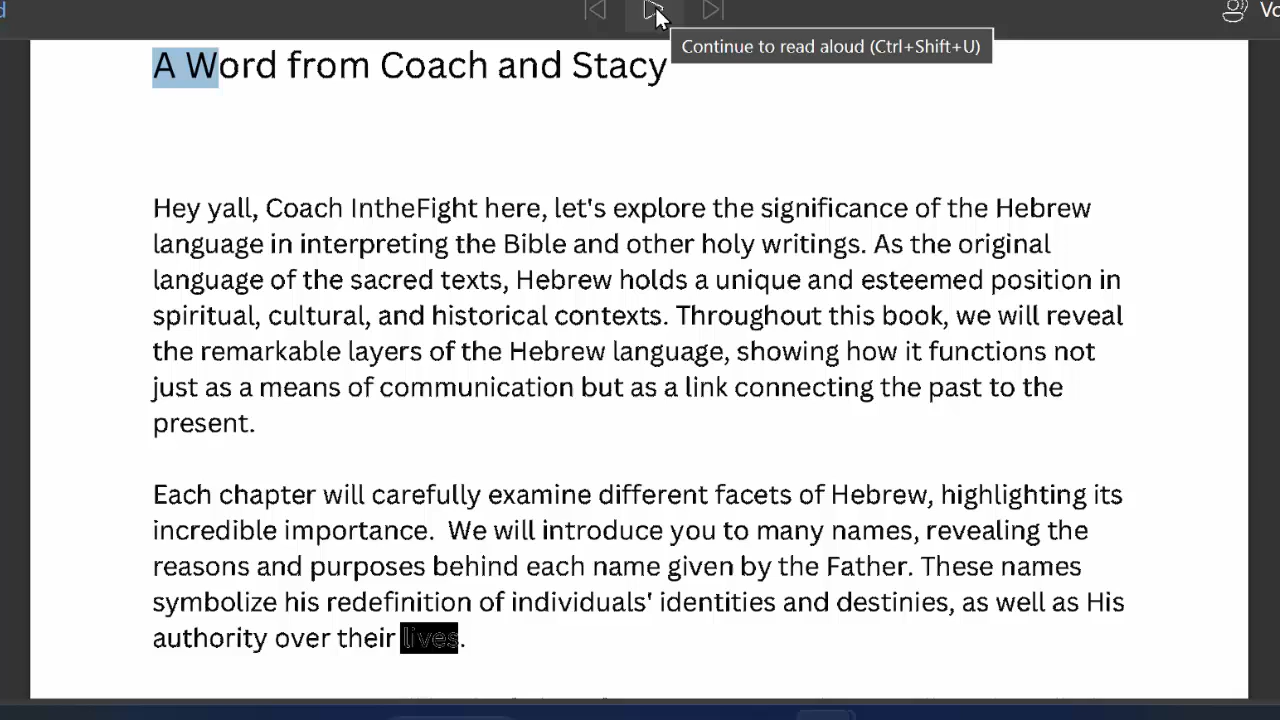 Vo
Continue to read aloud (Ctrl+Shift+U)
A Word from Coach and Stacy
Hey yall, Coach IntheFight here, let's explore the significance of the Hebrew
language in interpreting the Bible and other holy writings. As the original
language of the sacred texts, Hebrew holds a unique and esteemed position in
spiritual, cultural, and historical contexts. Throughout this book, we will reveal
the remarkable layers of the Hebrew language, showing how it functions not
just as a means of communication but as a link connecting the past to the
present.
Each chapter will carefully examine different facets of Hebrew, highlighting its
incredible importance.  We will introduce you to many names, revealing the
reasons and purposes behind each name given by the Father. These names
symbolize his redefinition of individuals' identities and destinies, as well as His
authority over their lives.